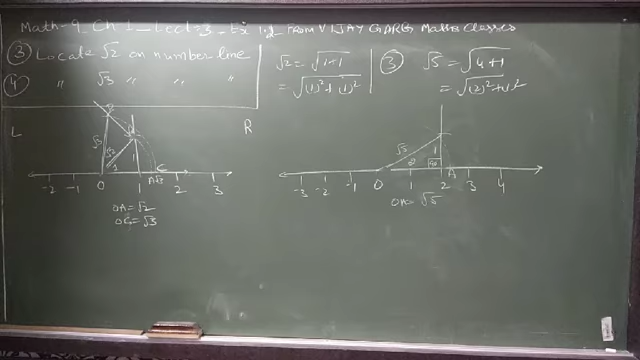 Math-9 Ch-1 Lect-3 Ex 1.2 From VIJAY GARG Maths Classes
③ Locate √2 on number line
④ " √3 " " "
√2 = √1+1
= √(1)²+(1)²
③ √5 = √4+1
= √(2)²+1²
L R
√3 √2 1 1
-2 -1 0 1 A √3 2 3
C
OA = √2
OC = √3
√5 1
2 90
-3 -2 -1 0 1 2 A 3 4
OA = √5